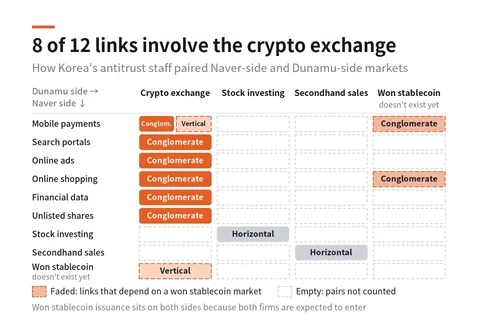 8 of 12 links involve the crypto exchange
How Korea's antitrust staff paired Naver-side and Dunamu-side markets
Dunamu side →
Naver side ↓
Crypto exchange Stock investing Secondhand sales Won stablecoin
doesn't exist yet
Mobile payments Conglom. Vertical Conglomerate
Search portals Conglomerate
Online ads Conglomerate
Online shopping Conglomerate Conglomerate
Financial data Conglomerate
Unlisted shares Conglomerate
Stock investing Horizontal
Secondhand sales Horizontal
Won stablecoin Vertical
doesn't exist yet
Faded: links that depend on a won stablecoin market Empty: pairs not counted
Won stablecoin issuance sits on both sides because both firms are expected to enter